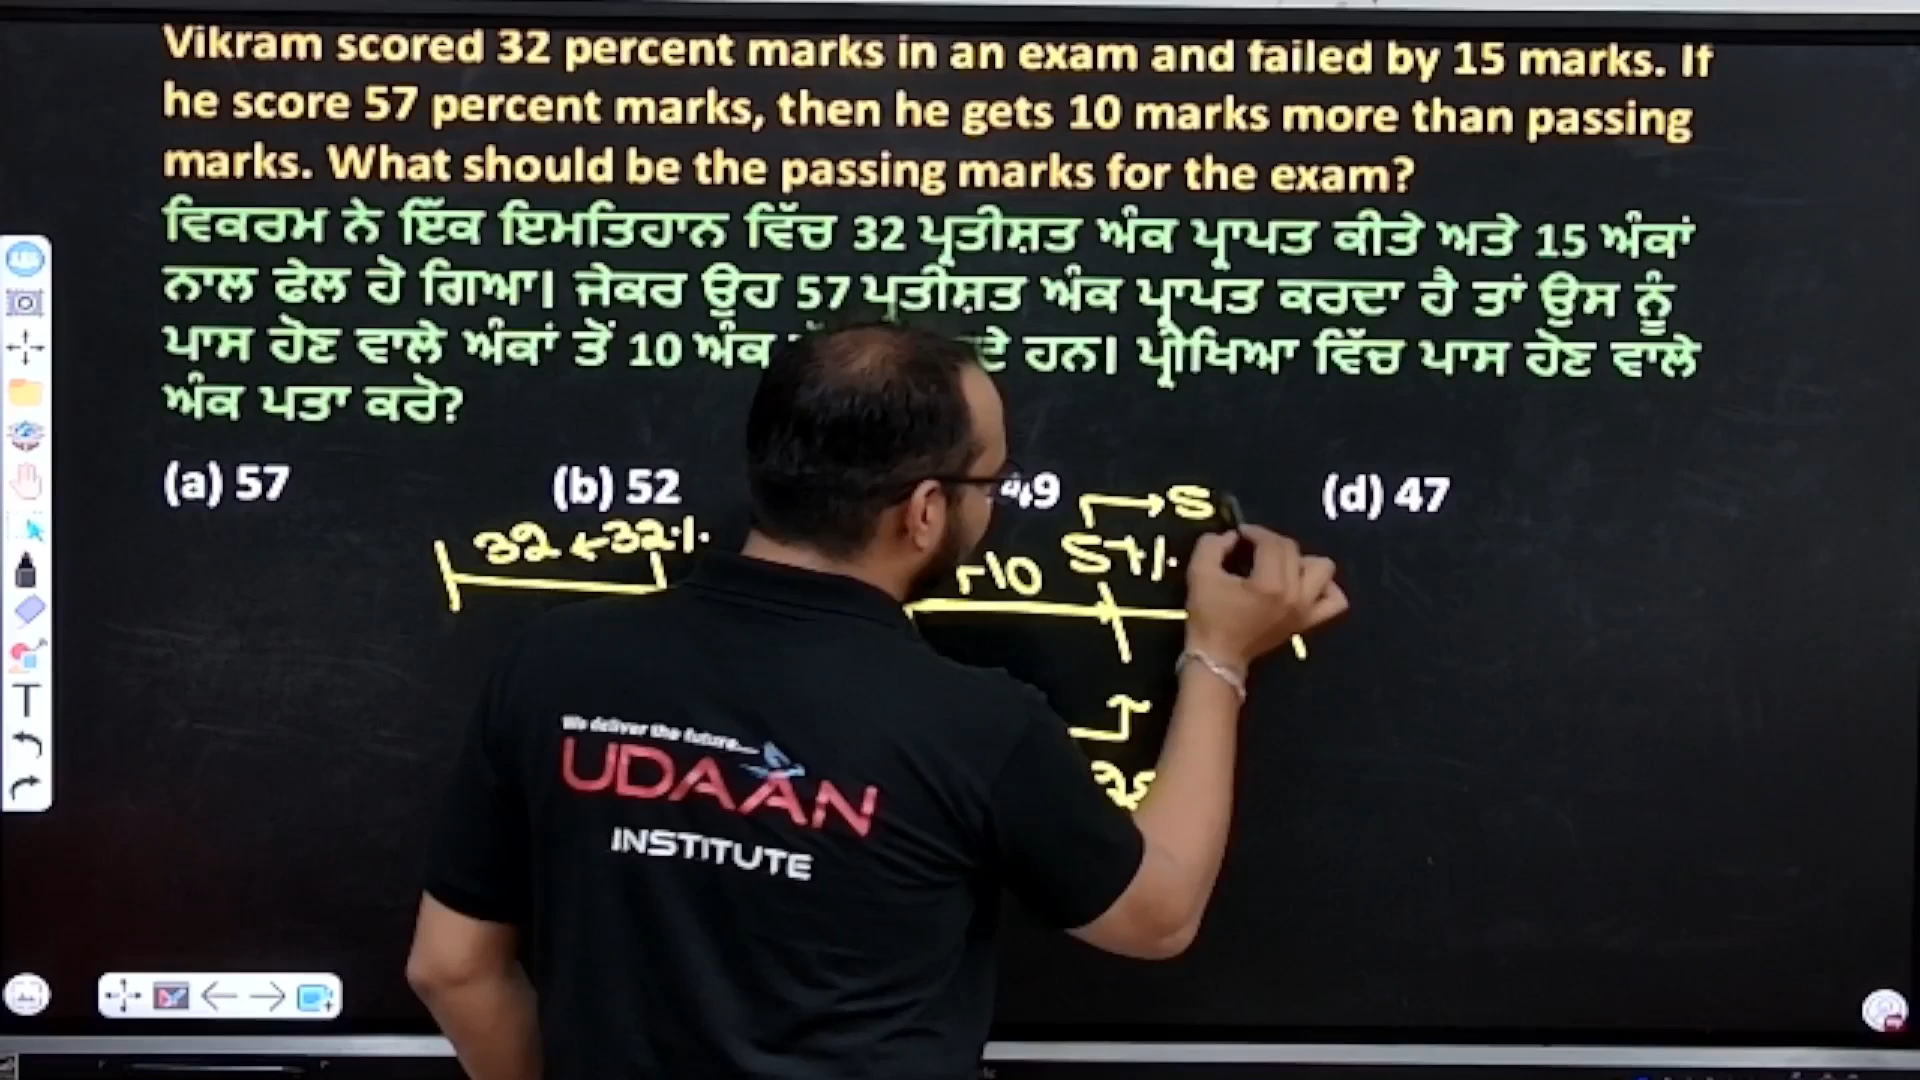 Vikram scored 32 percent marks in an exam and failed by 15 marks. If
he score 57 percent marks, then he gets 10 marks more than passing
marks. What should be the passing marks for the exam?
ਵਿਕਰਮ ਨੇ ਇੱਕ ਇਮਤਿਹਾਨ ਵਿੱਚ 32 ਪ੍ਰਤੀਸ਼ਤ ਅੰਕ ਪ੍ਰਾਪਤ ਕੀਤੇ ਅਤੇ 15 ਅੰਕਾਂ
ਨਾਲ ਫੇਲ ਹੋ ਗਿਆ। ਜੇਕਰ ਉਹ 57 ਪ੍ਰਤੀਸ਼ਤ ਅੰਕ ਪ੍ਰਾਪਤ ਕਰਦਾ ਹੈ ਤਾਂ ਉਸ ਨੂੰ
ਪਾਸ ਹੋਣ ਵਾਲੇ ਅੰਕਾਂ ਤੋਂ 10 ਅੰਕ ਹਨ। ਪ੍ਰੀਖਿਆ ਵਿੱਚ ਪਾਸ ਹੋਣ ਵਾਲੇ
ਅੰਕ ਪਤਾ ਕਰੋ?
(a) 57 (b) 52 49 (d) 47
32 ← 32% +10 57% → 5
25
We deliver the future...
UDAAN
INSTITUTE